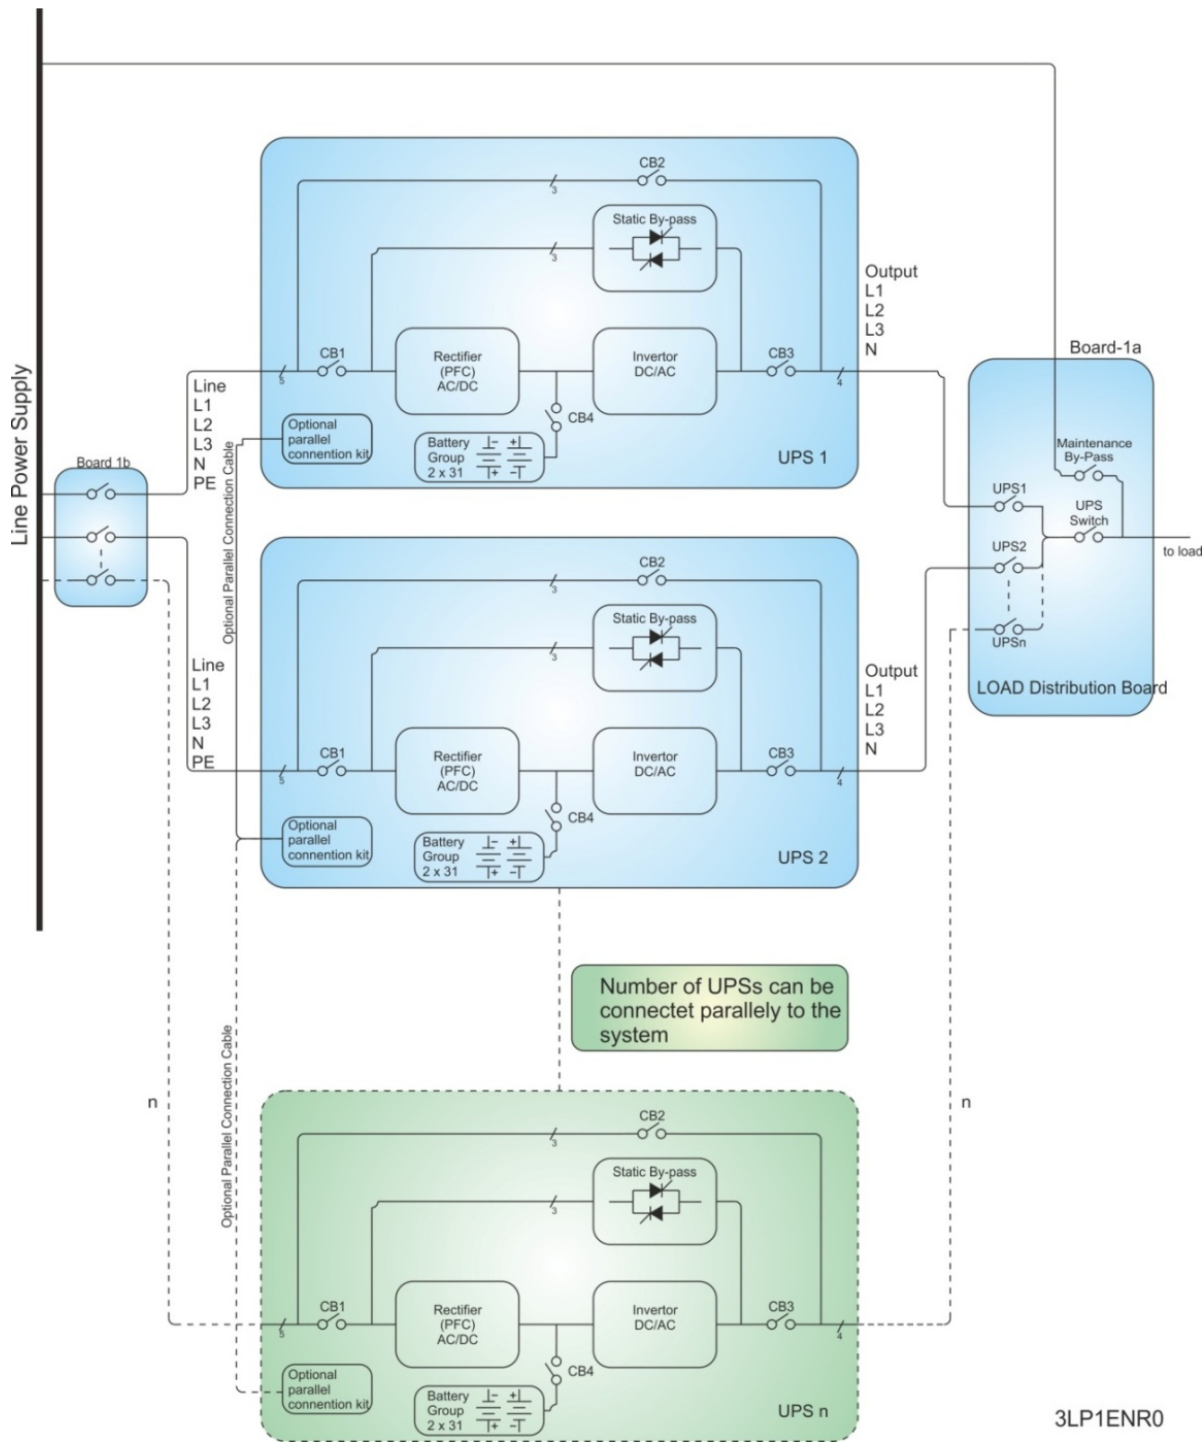 Line Power Supply
CB2
3
Static By-pass
3
Output
L1
L2
L3
N
CB1
5
Rectifier
(PFC)
AC/DC
Invertor
DC/AC
CB3
4
Board-1a
Line
L1
L2
L3
N
PE
CB4
Optional
parallel
connention kit
Battery
Group
2 x 31
UPS 1
Board 1b
Optional Parallel Connection Cable
Maintenance
By-Pass
UPS1
UPS
Switch
UPS2
to load
UPSn
LOAD Distribution Board
CB2
3
Static By-pass
3
Line
L1
L2
L3
N
PE
Output
L1
L2
L3
N
CB1
5
Rectifier
(PFC)
AC/DC
Invertor
DC/AC
CB3
4
CB4
Optional
parallel
connention kit
Battery
Group
2 x 31
UPS 2
Number of UPSs can be
connectet parallely to the
system
Optional Parallel Connection Cable
n
n
CB2
3
Static By-pass
3
CB1
5
Rectifier
(PFC)
AC/DC
Invertor
DC/AC
CB3
4
CB4
Optional
parallel
connention kit
Battery
Group
2 x 31
UPS n
3LP1ENR0